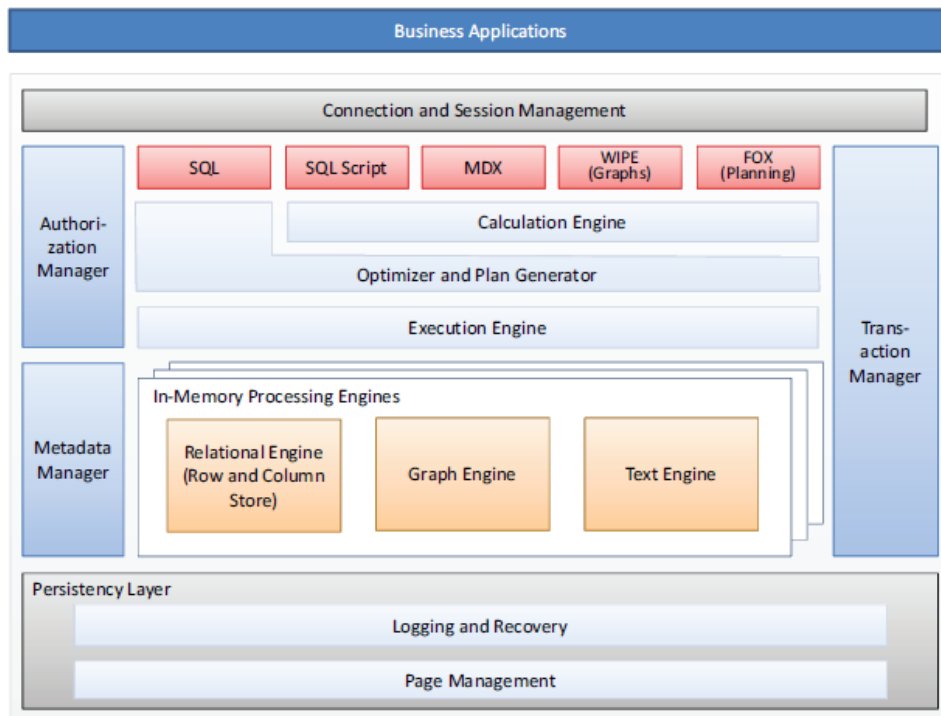 Business Applications
Connection and Session Management
SQL
SQL Script
MDX
WIPE
(Graphs)
FOX
(Planning)
Authori-
zation
Manager
Calculation Engine
Optimizer and Plan Generator
Execution Engine
Trans-
action
Manager
Metadata
Manager
In-Memory Processing Engines
Relational Engine
(Row and Column
Store)
Graph Engine
Text Engine
Persistency Layer
Logging and Recovery
Page Management